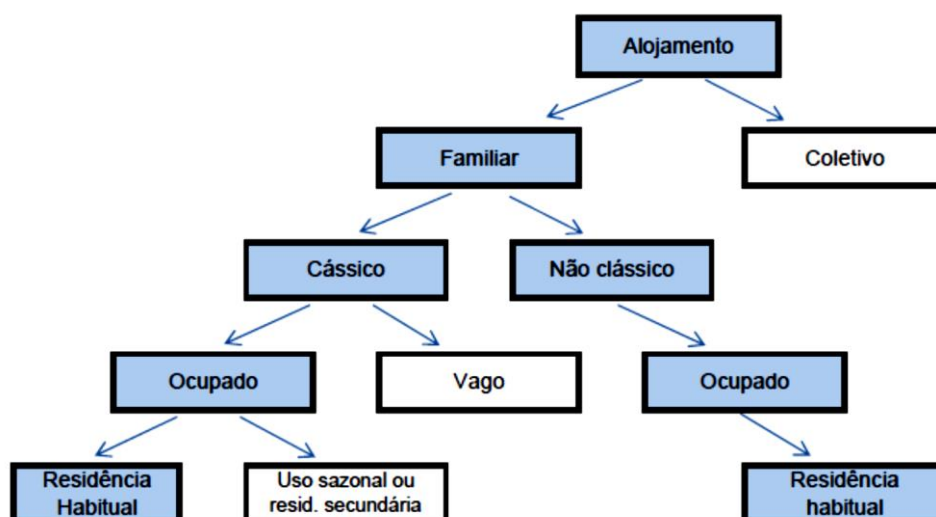 Alojamento
Familiar
Coletivo
Cássico
Não clássico
Ocupado
Vago
Ocupado
Residência
Habitual
Uso sazonal ou
resid. secundária
Residência
habitual